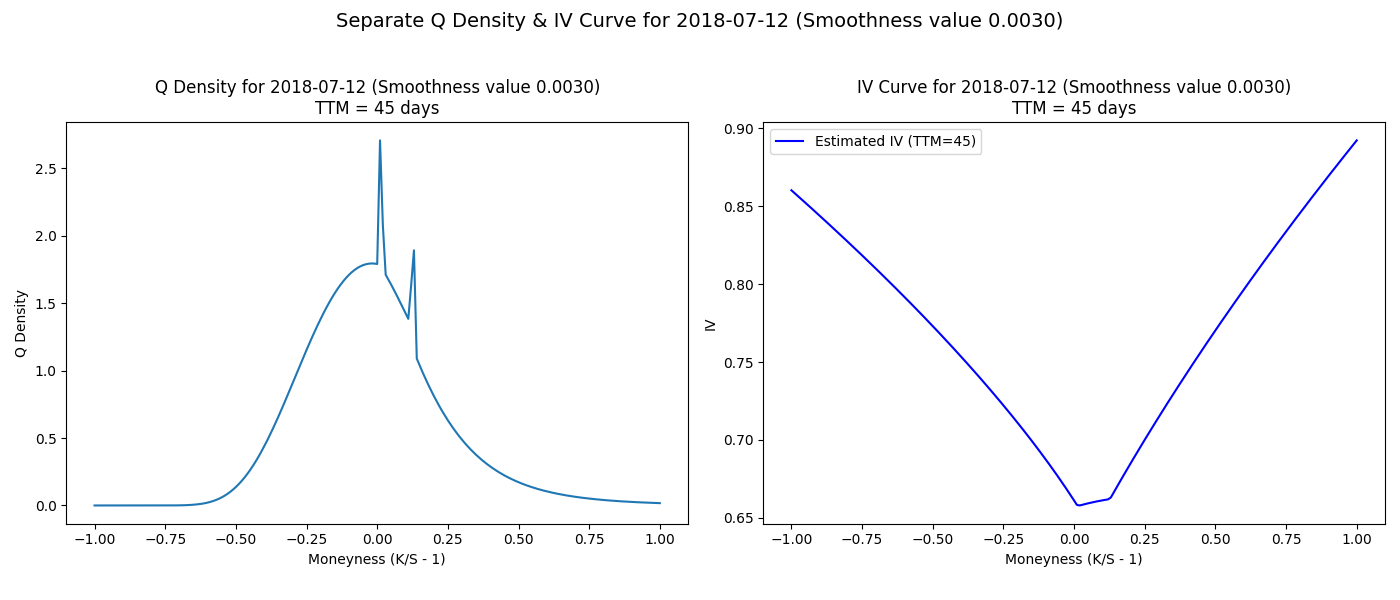 Separate Q Density & IV Curve for 2018-07-12 (Smoothness value 0.0030)
Q Density for 2018-07-12 (Smoothness value 0.0030)
TTM = 45 days
2.5
2.0
1.5
1.0
0.5
0.0
Q Density
−1.00 −0.75 −0.50 −0.25 0.00 0.25 0.50 0.75 1.00
Moneyness (K/S - 1)
IV Curve for 2018-07-12 (Smoothness value 0.0030)
TTM = 45 days
Estimated IV (TTM=45)
0.90
0.85
0.80
0.75
0.70
0.65
IV
−1.00 −0.75 −0.50 −0.25 0.00 0.25 0.50 0.75 1.00
Moneyness (K/S - 1)